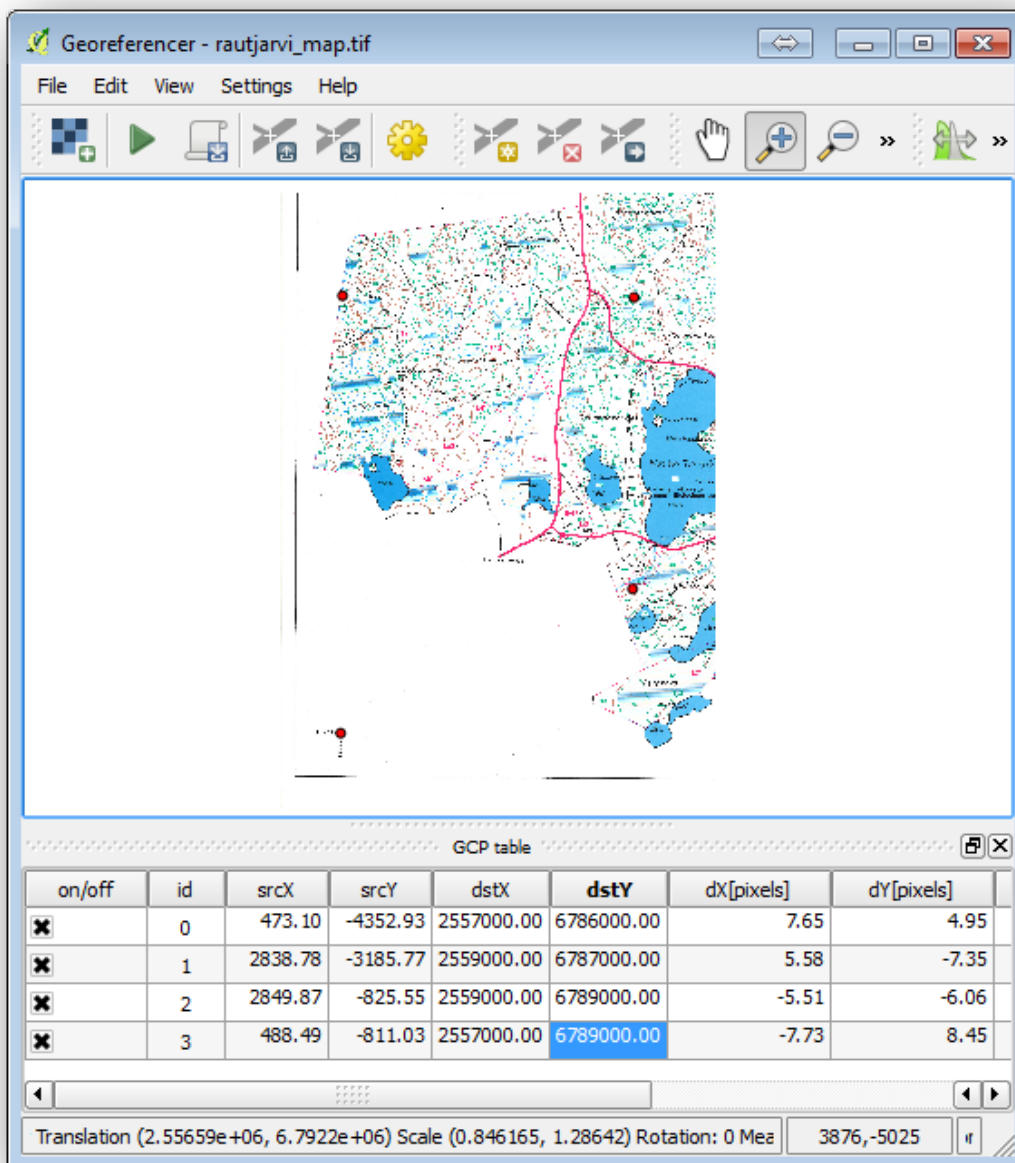 Georeferencer - rautjarvi_map.tif
File Edit View Settings Help
» »
GCP table
on/off id srcX srcY dstX dstY dX[pixels] dY[pixels]
0 473.10 -4352.93 2557000.00 6786000.00 7.65 4.95
1 2838.78 -3185.77 2559000.00 6787000.00 5.58 -7.35
2 2849.87 -825.55 2559000.00 6789000.00 -5.51 -6.06
3 488.49 -811.03 2557000.00 6789000.00 -7.73 8.45
Translation (2.55659e+06, 6.7922e+06) Scale (0.846165, 1.28642) Rotation: 0 Mea 3876,-5025